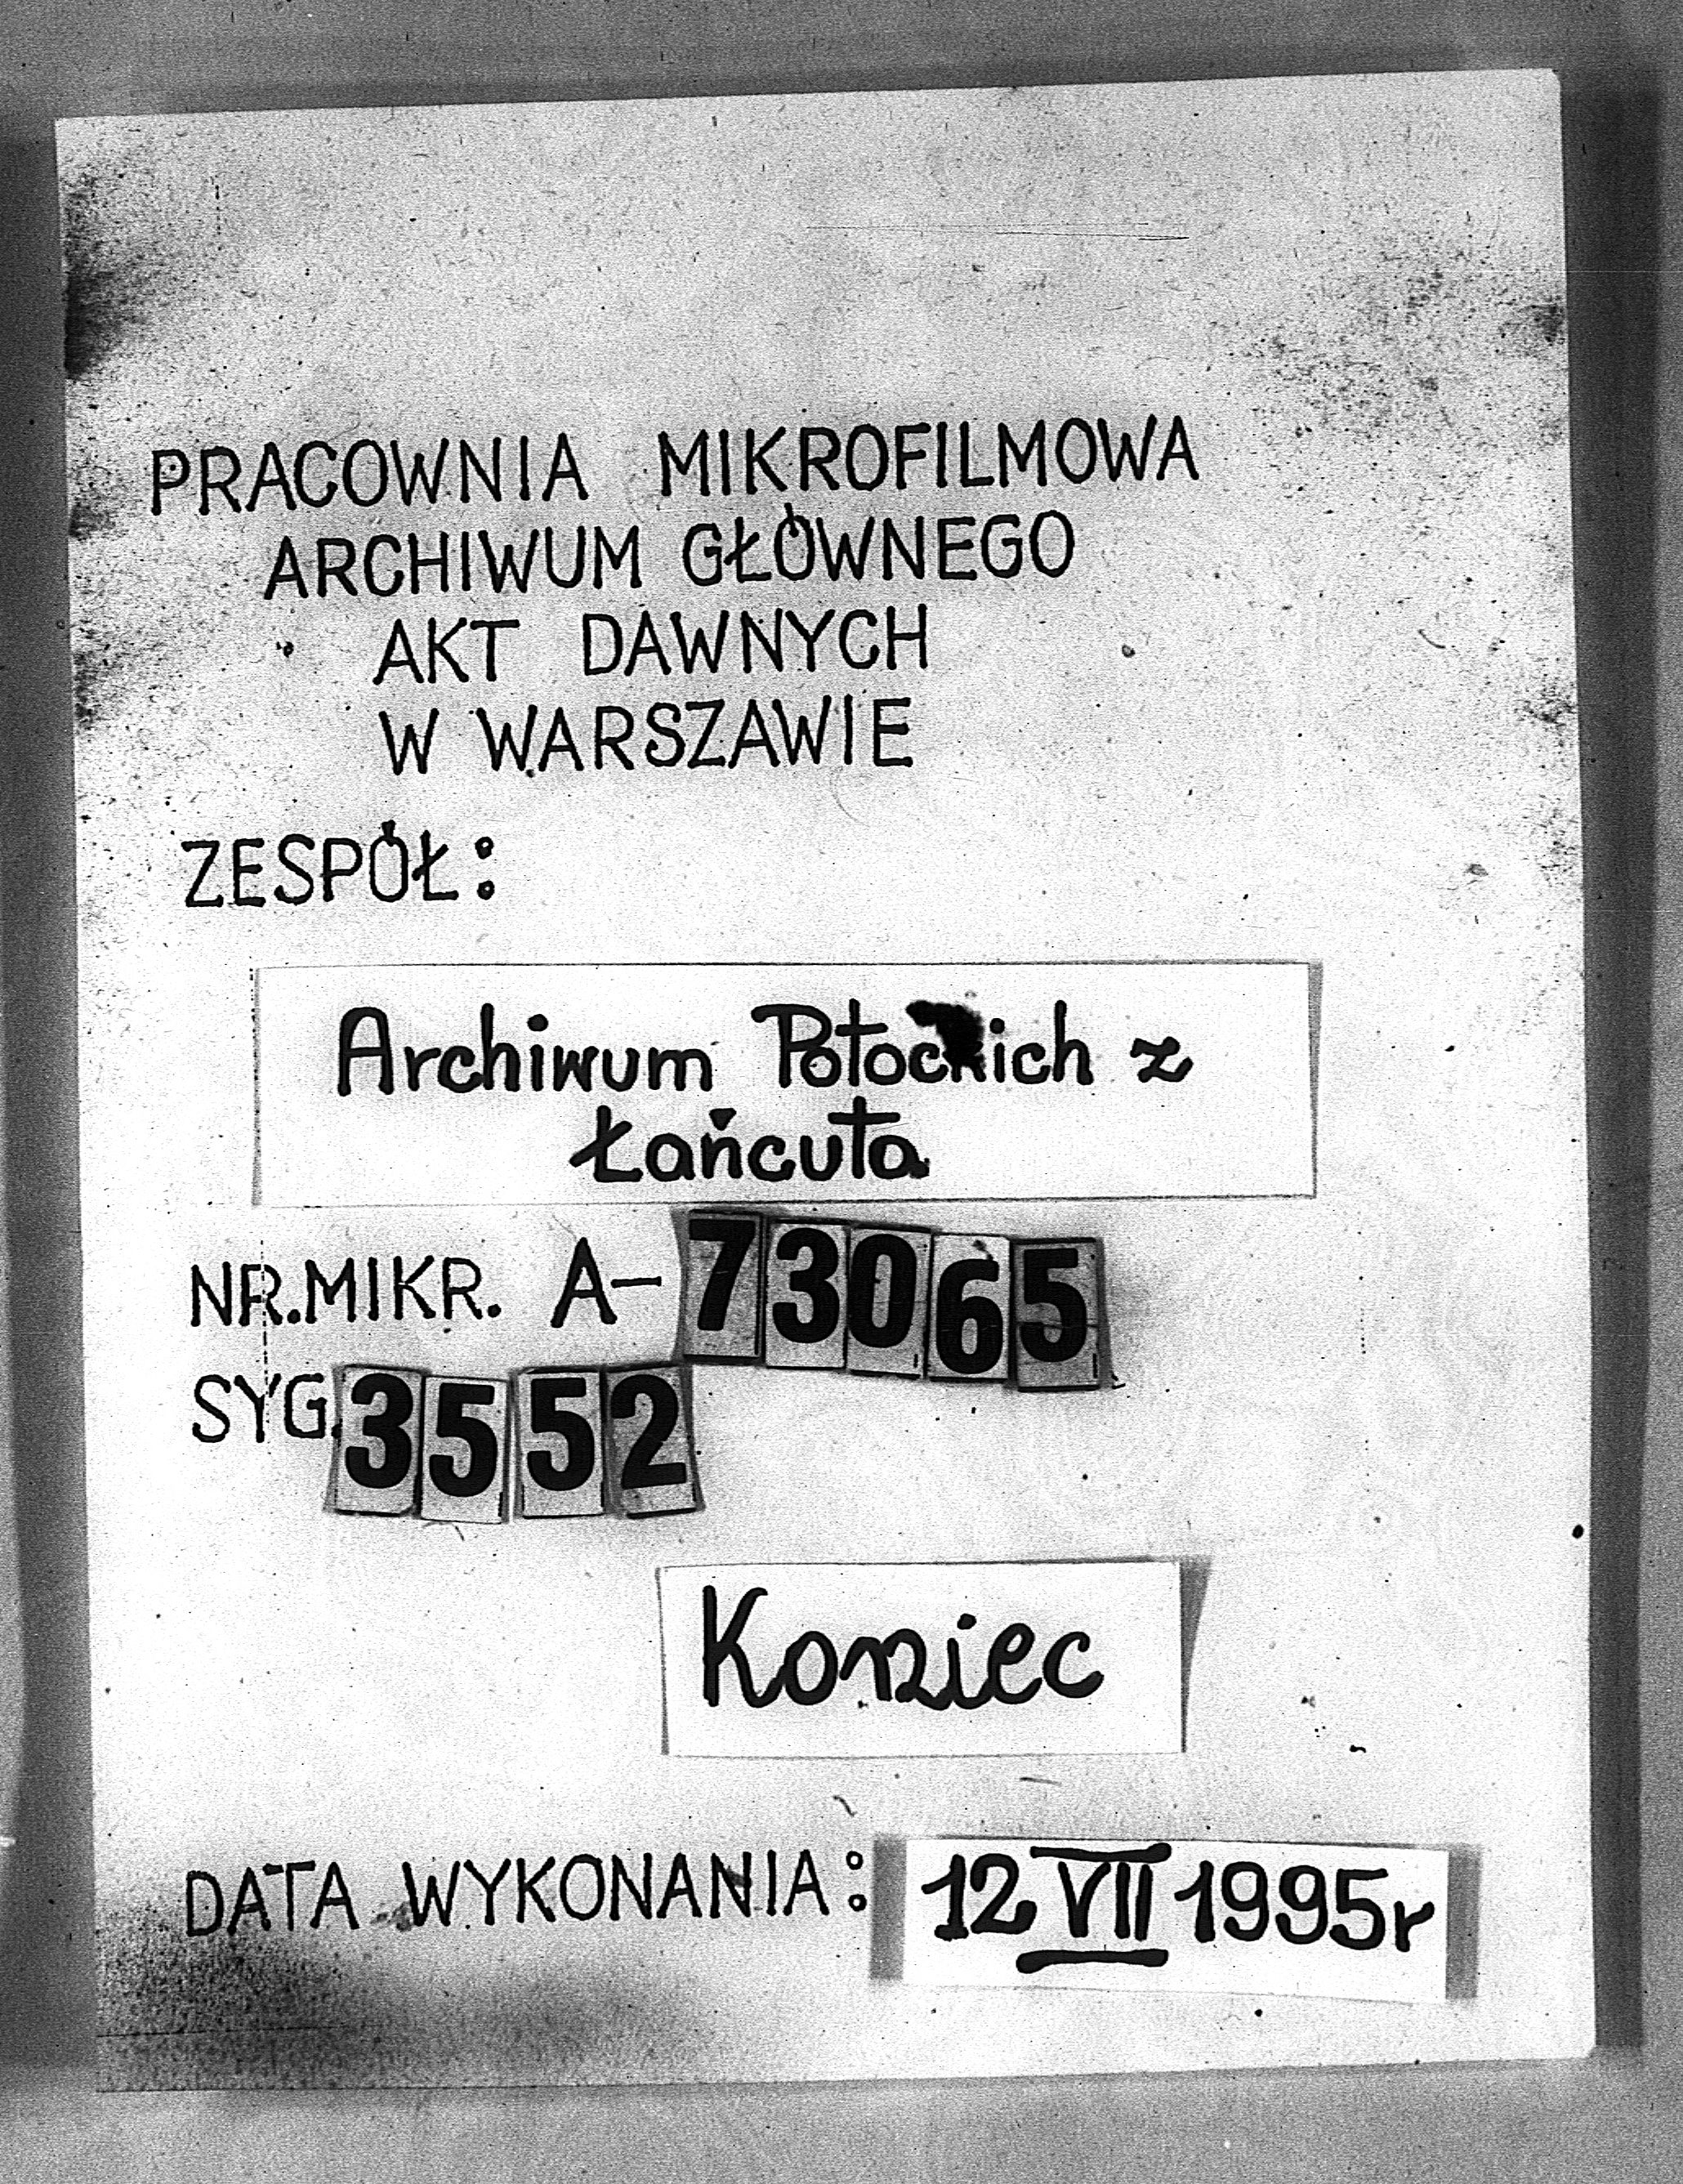 PRACOWNIA MIKROFILMOWA
ARCHIWUM GŁÓWNEGO
AKT DAWNYCH
W WARSZAWIE
ZESPÓŁ:
Archiwum Potockich z
Łańcuta
NR.MIKR. A-73065
SYG.3552
Koniec
DATA WYKONANIA: 12 VII 1995r